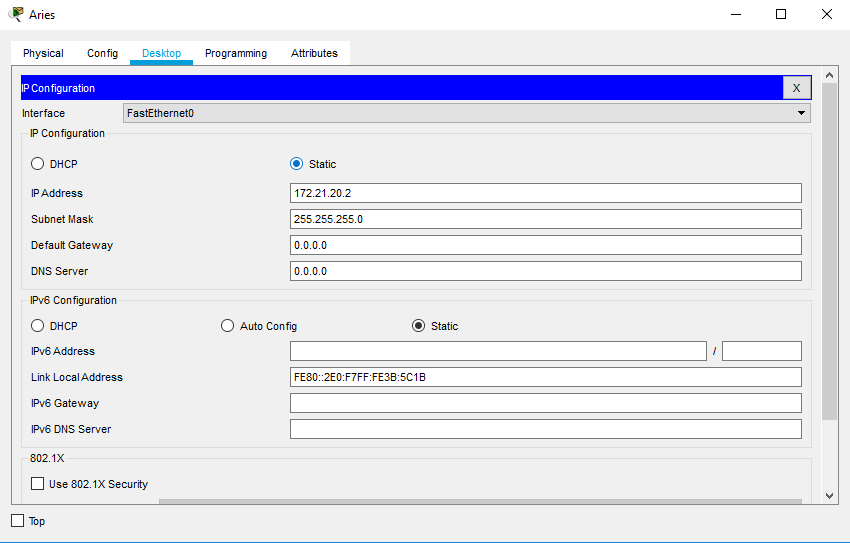 Aries
Physical Config Desktop Programming Attributes
IP Configuration X
Interface FastEthernet0
IP Configuration
DHCP Static
IP Address 172.21.20.2
Subnet Mask 255.255.255.0
Default Gateway 0.0.0.0
DNS Server 0.0.0.0
IPv6 Configuration
DHCP Auto Config Static
IPv6 Address /
Link Local Address FE80::2E0:F7FF:FE3B:5C1B
IPv6 Gateway
IPv6 DNS Server
802.1X
Use 802.1X Security
Top